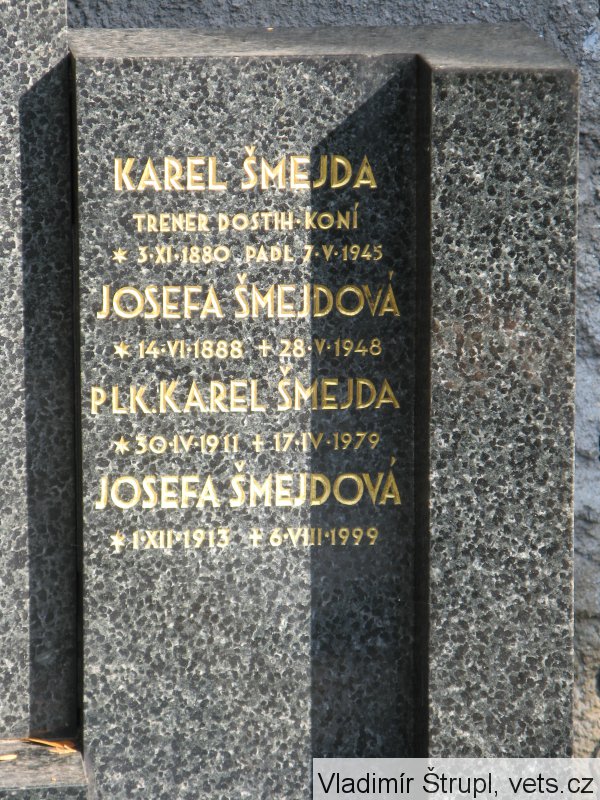 KAREL ŠMEJDA
TRENER DOSTIH·KONÍ
* 3·XI·1880 PADL 7·V·1945
JOSEFA ŠMEJDOVÁ
* 14·VI·1888 + 28·V·1948
PLK.KAREL ŠMEJDA
* 30·IV·1911 + 17·IV·1979
JOSEFA ŠMEJDOVÁ
* 1·XII·1913 + 6·VIII·1999
Vladimír Štrupl, vets.cz